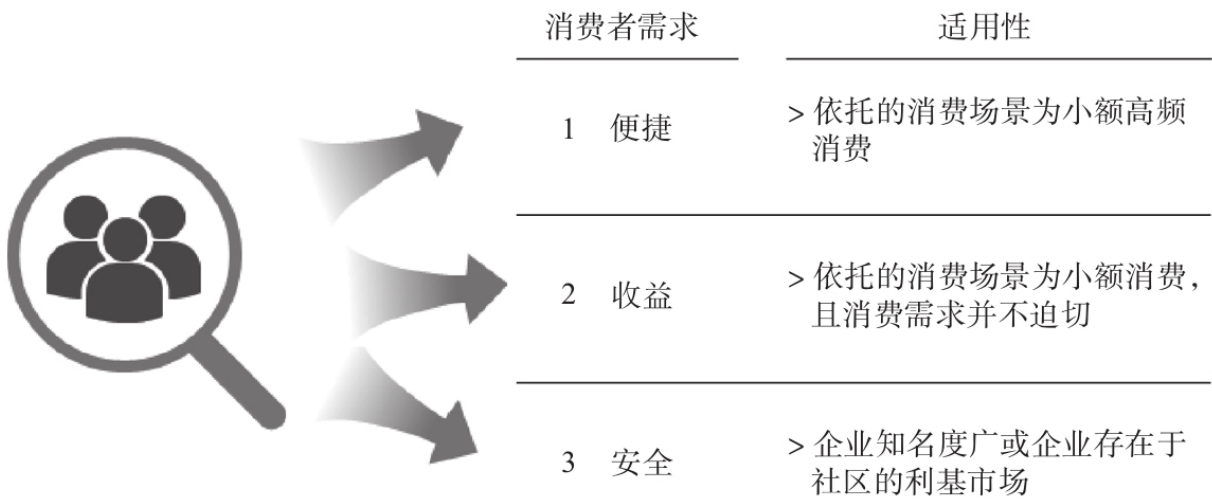 消费者需求 适用性
1 便捷 > 依托的消费场景为小额高频
消费
2 收益 > 依托的消费场景为小额消费，
且消费需求并不迫切
3 安全 > 企业知名度广或企业存在于
社区的利基市场